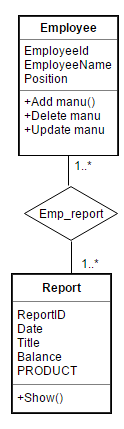 Employee
EmployeeId
EmployeeName
Position
+Add manu()
+Delete manu
+Update manu
1..*
Emp_report
1..*
Report
ReportID
Date
Title
Balance
PRODUCT
+Show()